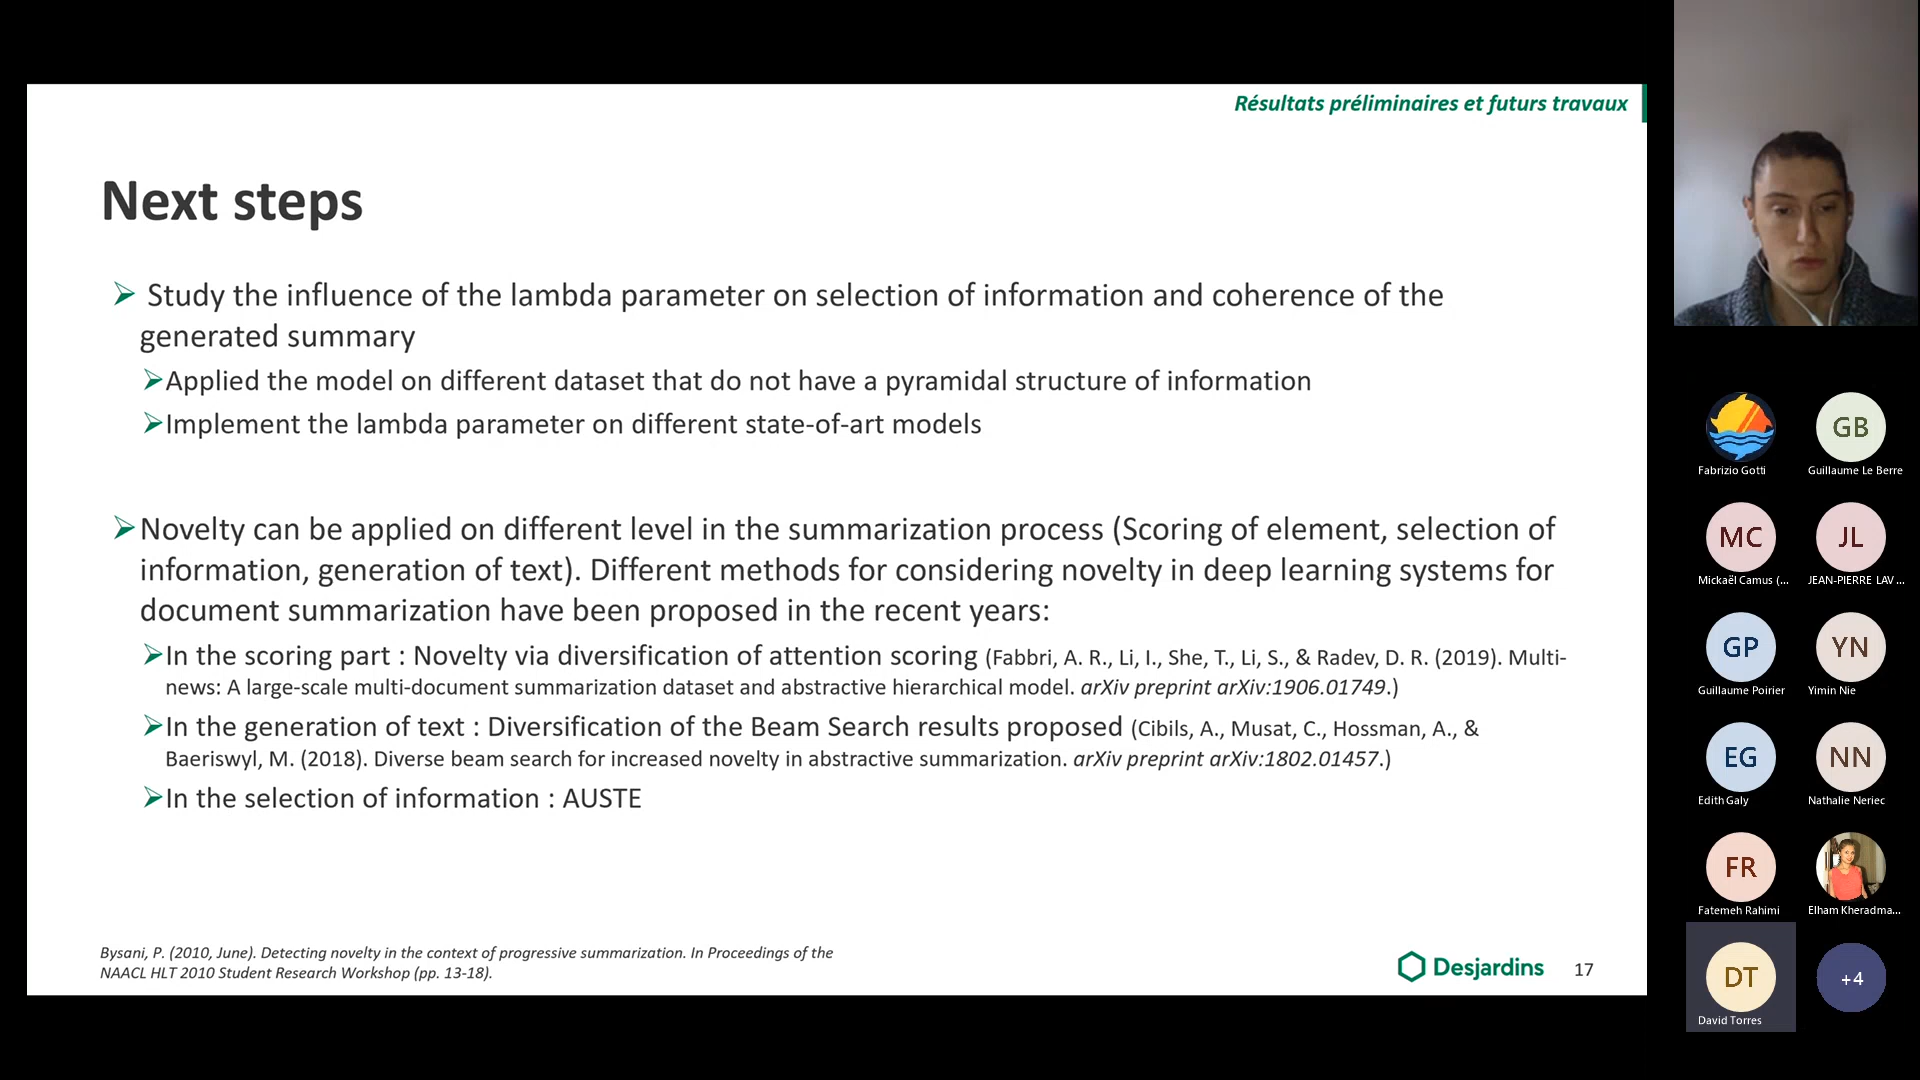 Résultats préliminaires et futurs travaux
Next steps
Study the influence of the lambda parameter on selection of information and coherence of the
generated summary
Applied the model on different dataset that do not have a pyramidal structure of information
Implement the lambda parameter on different state-of-art models
Novelty can be applied on different level in the summarization process (Scoring of element, selection of
information, generation of text). Different methods for considering novelty in deep learning systems for
document summarization have been proposed in the recent years:
In the scoring part : Novelty via diversification of attention scoring (Fabbri, A. R., Li, I., She, T., Li, S., & Radev, D. R. (2019). Multi-
news: A large-scale multi-document summarization dataset and abstractive hierarchical model. arXiv preprint arXiv:1906.01749.)
In the generation of text : Diversification of the Beam Search results proposed (Cibils, A., Musat, C., Hossman, A., &
Baeriswyl, M. (2018). Diverse beam search for increased novelty in abstractive summarization. arXiv preprint arXiv:1802.01457.)
In the selection of information : AUSTE
Bysani, P. (2010, June). Detecting novelty in the context of progressive summarization. In Proceedings of the
NAACL HLT 2010 Student Research Workshop (pp. 13-18).
Desjardins 17
Fabrizio Gotti
GB
Guillaume Le Berre
MC
Mickaël Camus (...
JL
JEAN-PIERRE LAV ...
GP
Guillaume Poirier
YN
Yimin Nie
EG
Edith Galy
NN
Nathalie Neriec
FR
Fatemeh Rahimi
Elham Kheradma...
DT
David Torres
+4